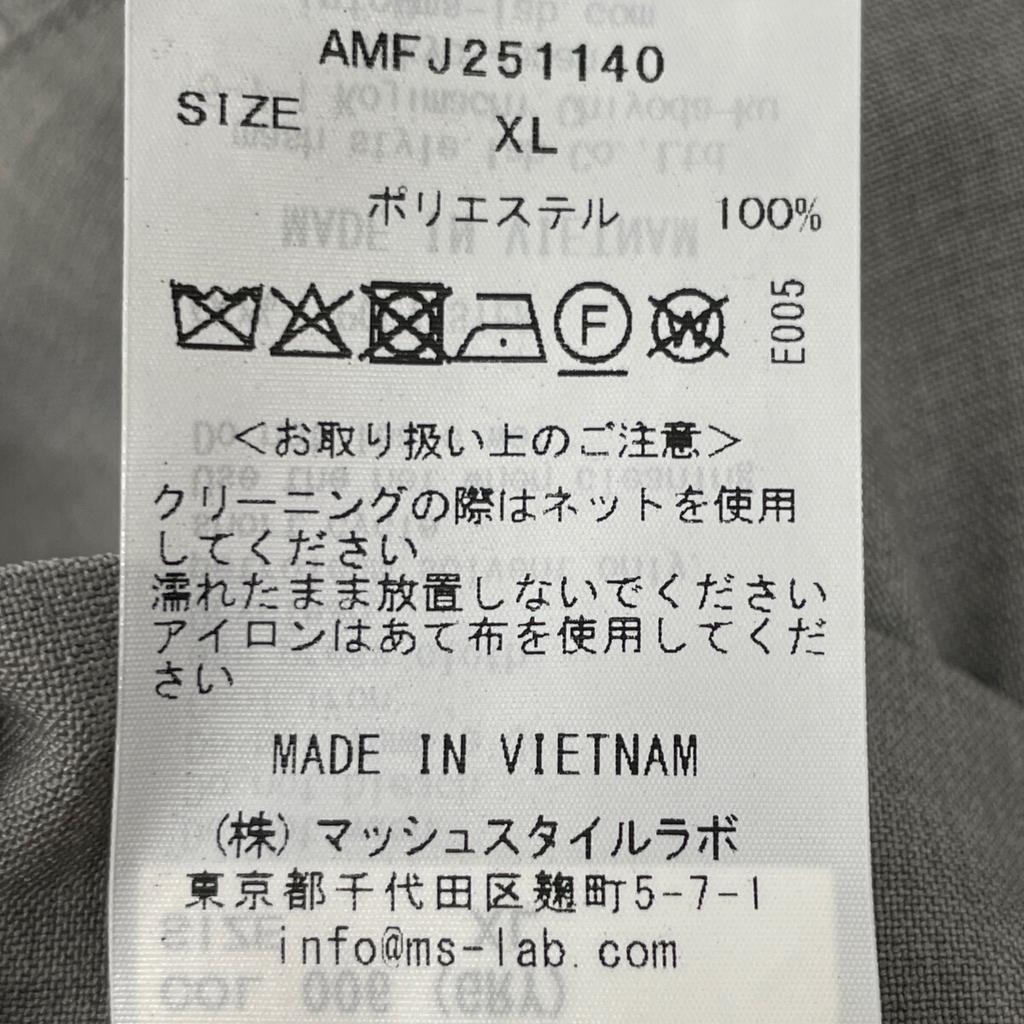 AMFJ251140
SIZE
XL
ポリエステル 100%
F
W
E005
<お取り扱い上のご注意>
クリーニングの際はネットを使用
してください
濡れたまま放置しないでください
アイロンはあて布を使用してくだ
さい
MADE IN VIETNAM
(株)マッシュスタイルラボ
東京都千代田区麹町5-7-1
info@ms-lab.com
SIZE XL
COL 006 (GRY)